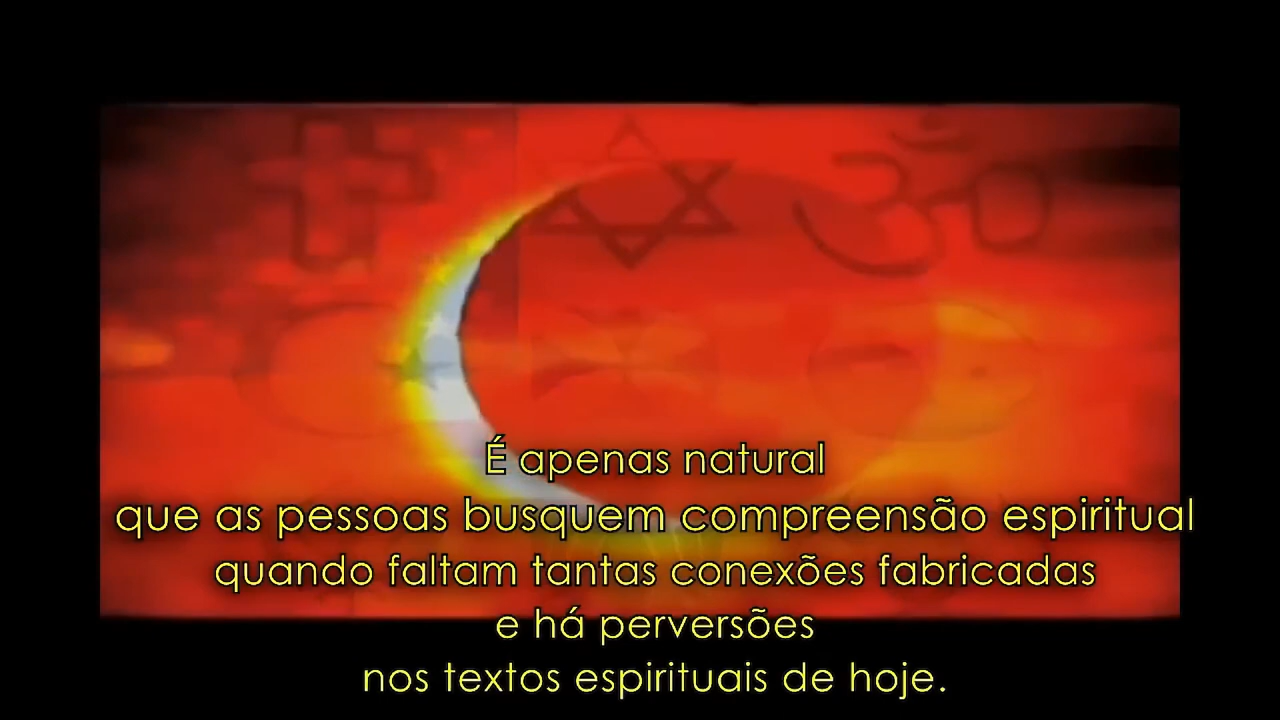 É apenas natural
que as pessoas busquem compreensão espiritual
quando faltam tantas conexões fabricadas
e há perversões
nos textos espirituais de hoje.